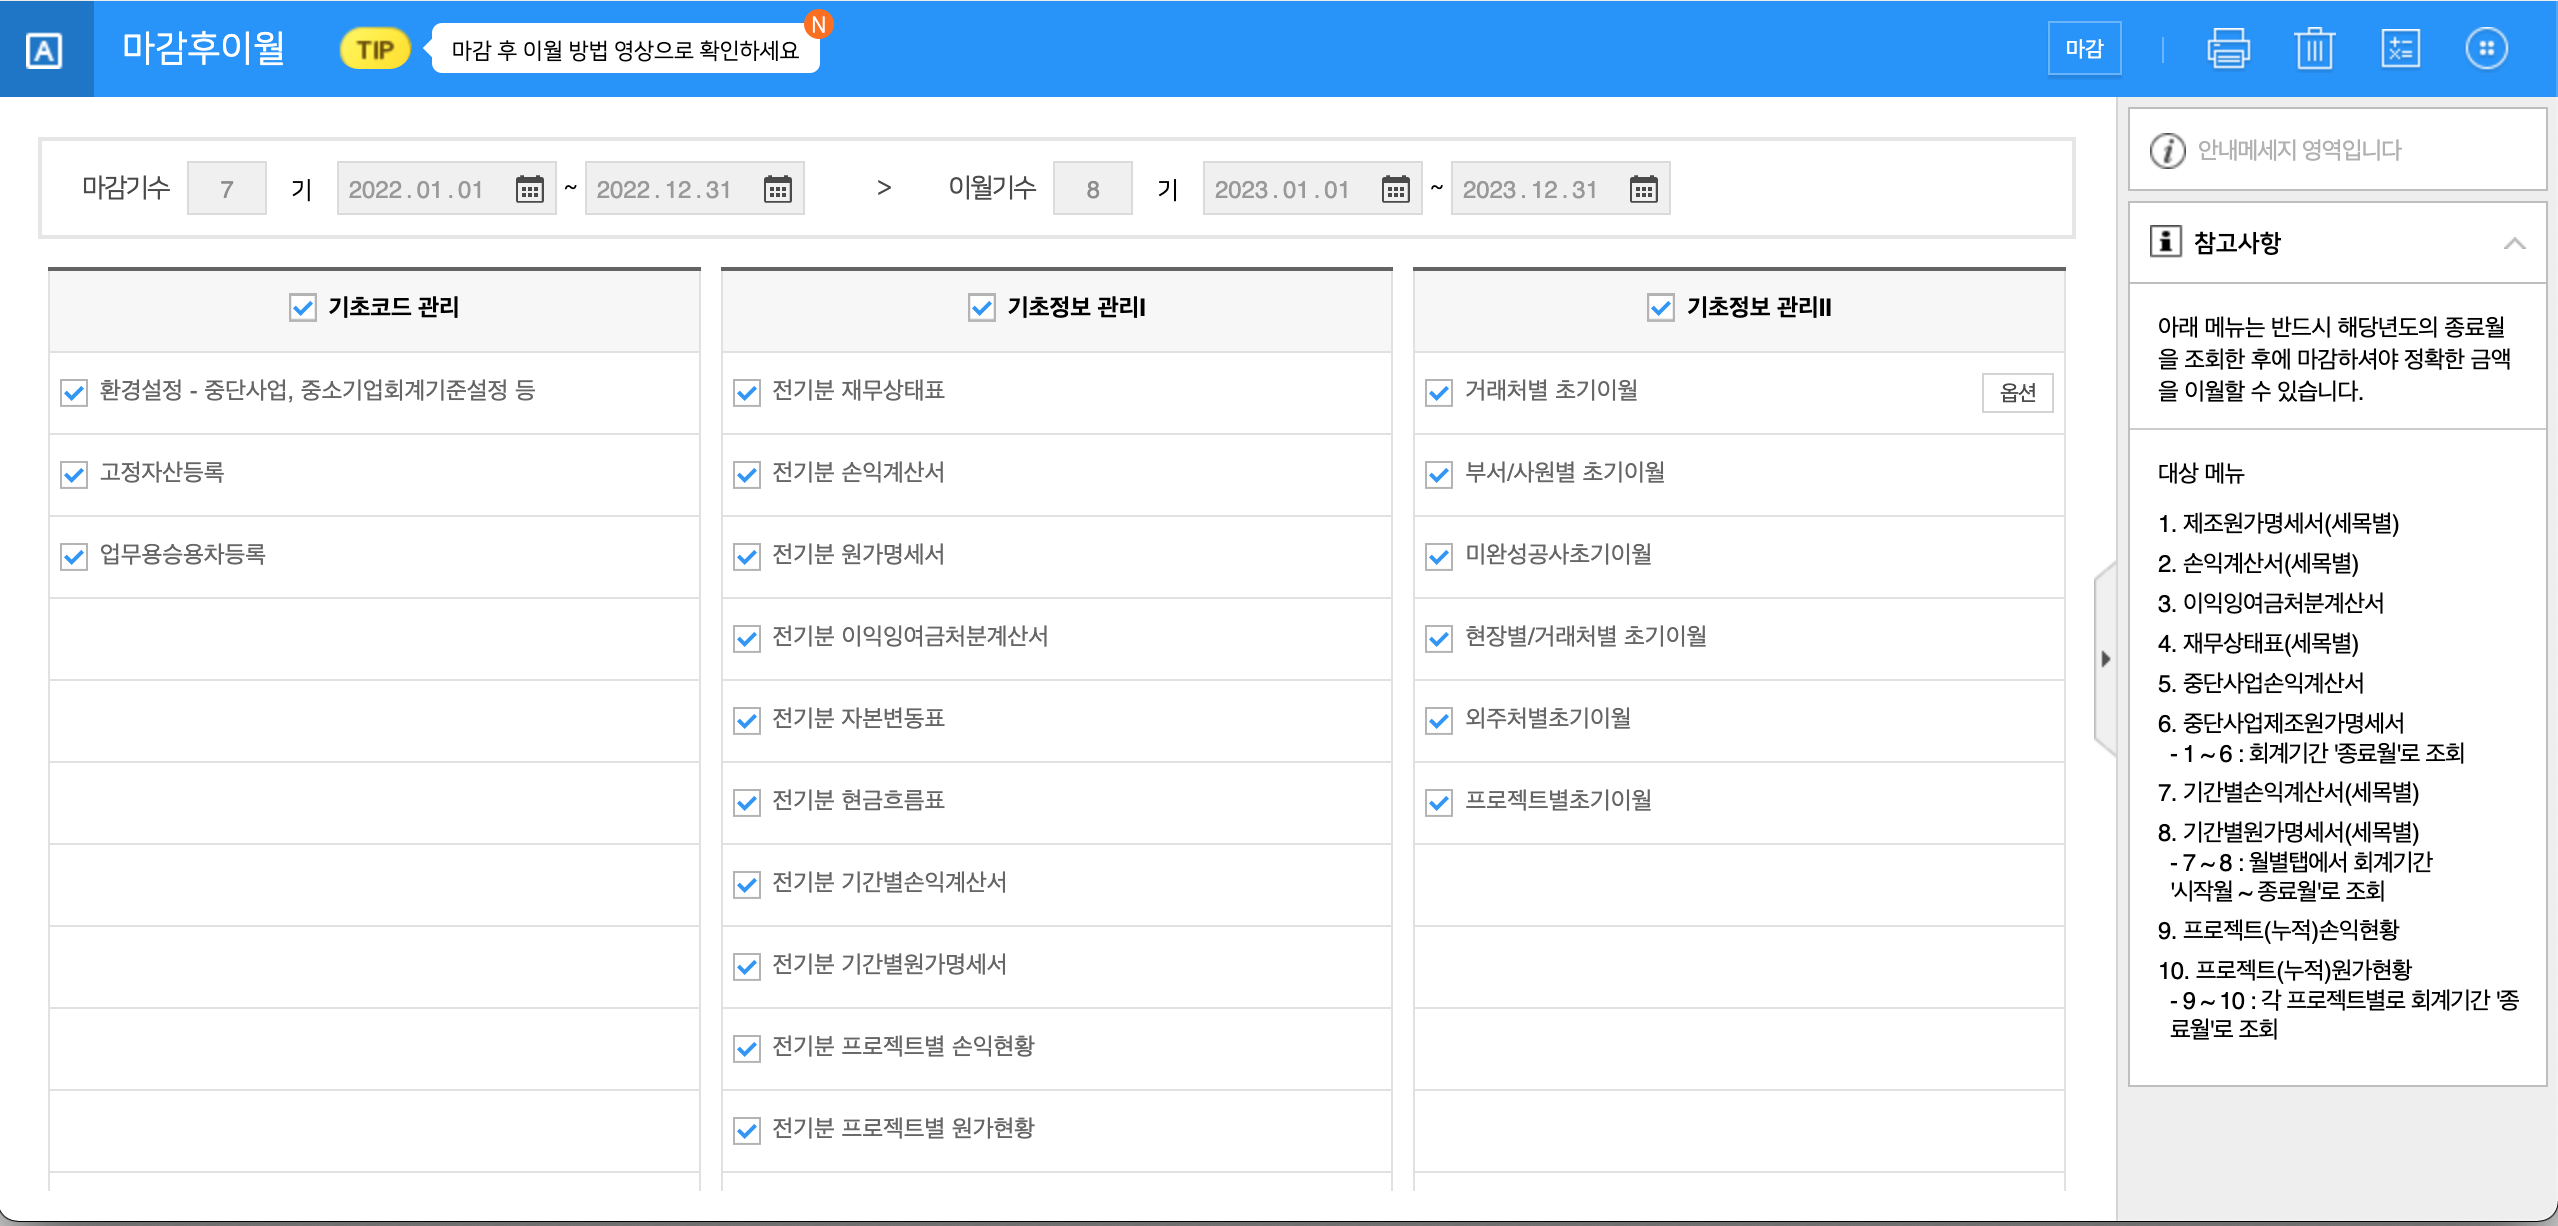 A 마감후이월 TIP 마감 후 이월 방법 영상으로 확인하세요 N 마감
마감기수 7 기 2022.01.01 ~ 2022.12.31 > 이월기수 8 기 2023.01.01 ~ 2023.12.31
기초코드 관리
환경설정 - 중단사업, 중소기업회계기준설정 등
고정자산등록
업무용승용차등록
기초정보 관리I
전기분 재무상태표
전기분 손익계산서
전기분 원가명세서
전기분 이익잉여금처분계산서
전기분 자본변동표
전기분 현금흐름표
전기분 기간별손익계산서
전기분 기간별원가명세서
전기분 프로젝트별 손익현황
전기분 프로젝트별 원가현황
기초정보 관리II
거래처별 초기이월 옵션
부서/사원별 초기이월
미완성공사초기이월
현장별/거래처별 초기이월
외주처별초기이월
프로젝트별초기이월
안내메세지 영역입니다
참고사항
아래 메뉴는 반드시 해당년도의 종료월
을 조회한 후에 마감하셔야 정확한 금액
을 이월할 수 있습니다.
대상 메뉴
1. 제조원가명세서(세목별)
2. 손익계산서(세목별)
3. 이익잉여금처분계산서
4. 재무상태표(세목별)
5. 중단사업손익계산서
6. 중단사업제조원가명세서
- 1 ~ 6 : 회계기간 '종료월'로 조회
7. 기간별손익계산서(세목별)
8. 기간별원가명세서(세목별)
- 7 ~ 8 : 월별탭에서 회계기간
'시작월 ~ 종료월'로 조회
9. 프로젝트(누적)손익현황
10. 프로젝트(누적)원가현황
- 9 ~ 10 : 각 프로젝트별로 회계기간 '종
료월'로 조회